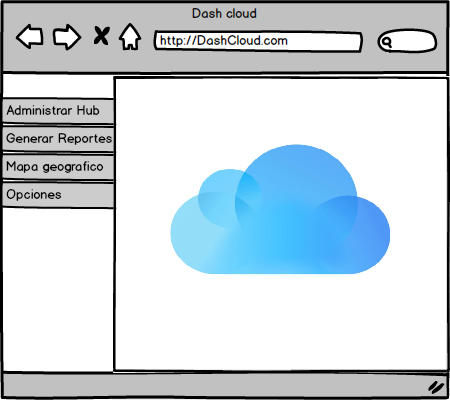 Dash cloud
http://DashCloud.com
Administrar Hub
Generar Reportes
Mapa geografico
Opciones